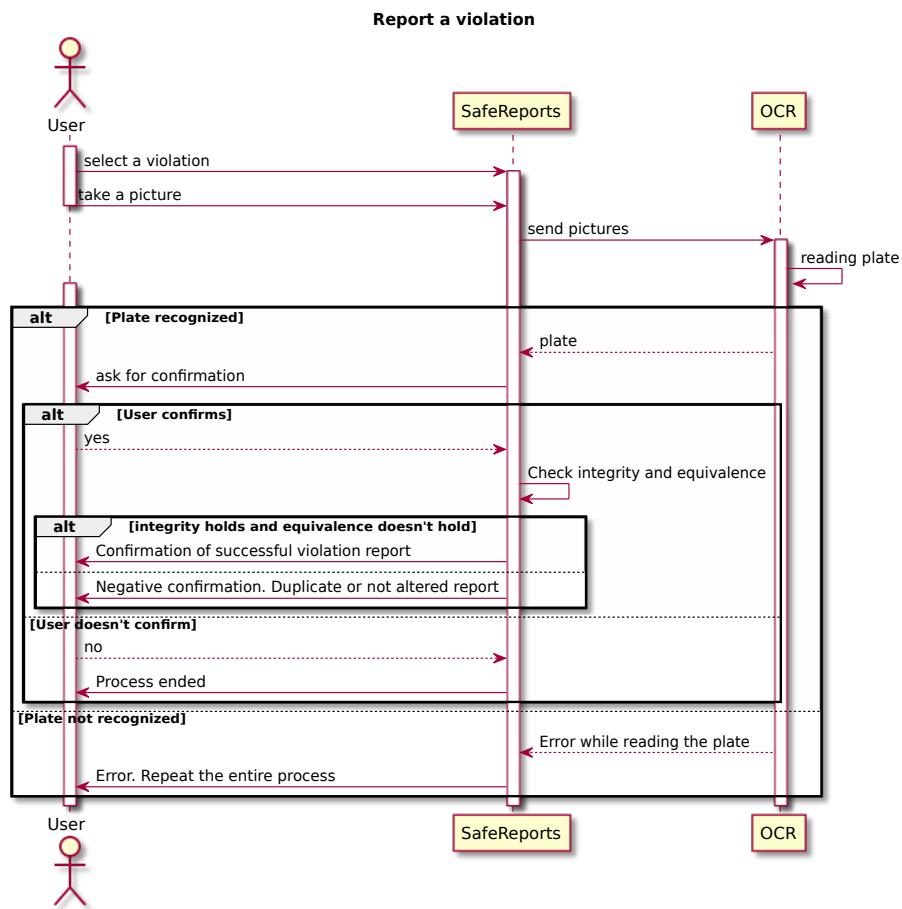 Report a violation
User
SafeReports
OCR
select a violation
take a picture
send pictures
reading plate
alt
[Plate recognized]
plate
ask for confirmation
alt
[User confirms]
yes
Check integrity and equivalence
alt
[integrity holds and equivalence doesn't hold]
Confirmation of successful violation report
Negative confirmation. Duplicate or not altered report
[User doesn't confirm]
no
Process ended
[Plate not recognized]
Error while reading the plate
Error. Repeat the entire process
User
SafeReports
OCR